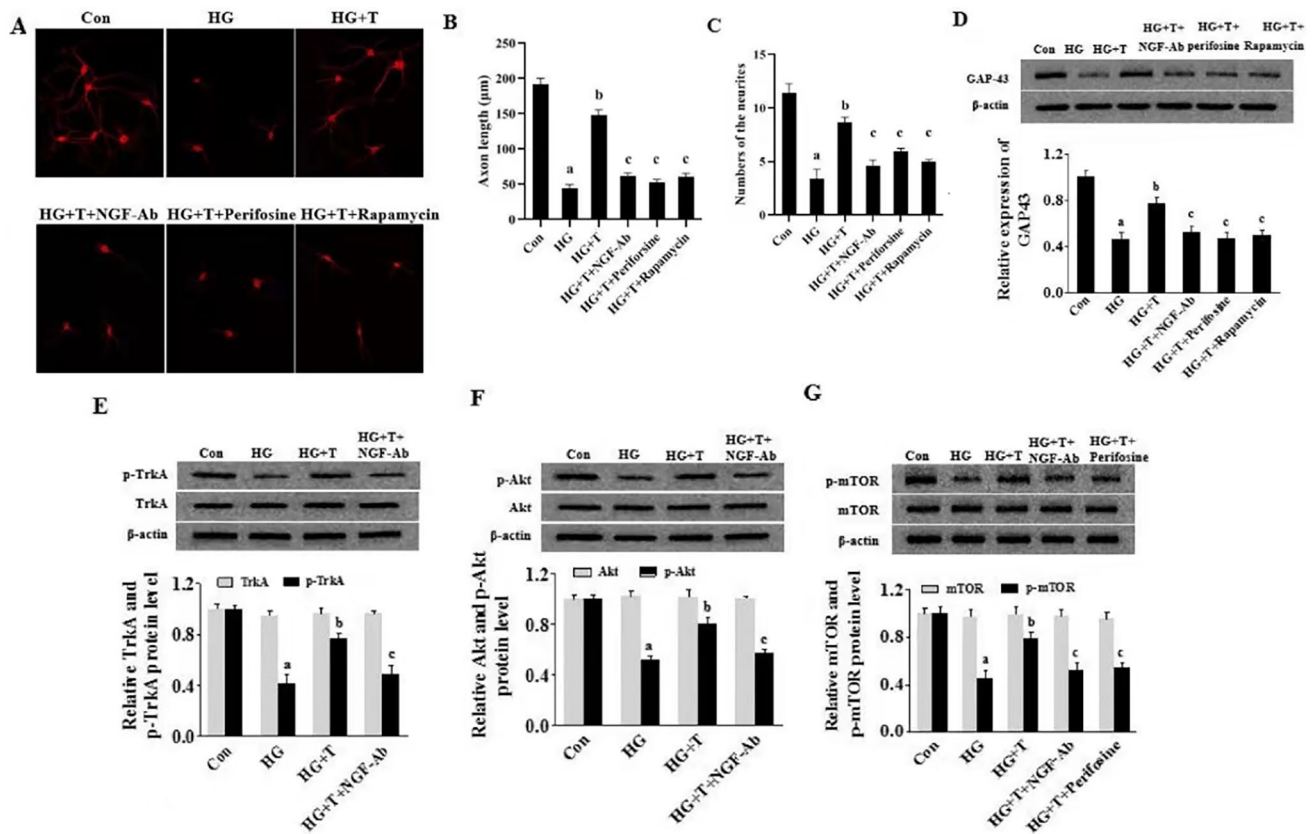 A
Con HG HG+T
HG+T+NGF-Ab HG+T+Perifosine HG+T+Rapamycin
B
Axon length (μm)
250
200
150
100
50
0
a
b
c
c
c
Con
HG
HG+T
HG+T+NGF-Ab
HG+T+Periforsine
HG+T+Rapamycin
C
Numbers of the neurites
15
10
5
0
a
b
c
c
c
Con
HG
HG+T
HG+T+NGF-Ab
HG+T+Periforsine
HG+T+Rapamycin
D
HG+T+ HG+T+ HG+T+
Con HG HG+T NGF-Ab perifosine Rapamycin
GAP-43
β-actin
Relative expression of
GAP43
1.2
0.8
0.4
0.0
a
b
c
c
c
Con
HG
HG+T
HG+T+NGF-Ab
HG+T+Perifosine
HG+T+Rapamycin
E
HG+T+
Con HG HG+T NGF-Ab
p-TrkA
TrkA
β-actin
TrkA p-TrkA
Relative TrkA and
p-TrkA protein level
1.2
0.8
0.4
0.0
a
b
c
Con
HG
HG+T
HG+T+NGF-Ab
F
HG+T+
Con HG HG+T NGF-Ab
p-Akt
Akt
β-actin
Akt p-Akt
Relative Akt and p-Akt
protein level
1.2
0.8
0.4
0.0
a
b
c
Con
HG
HG+T
HG+T+NGF-Ab
G
HG+T+ HG+T+
Con HG HG+T NGF-Ab Perifosine
p-mTOR
mTOR
β-actin
mTOR p-mTOR
Relative mTOR and
p-mTOR protein level
1.2
0.8
0.4
0.0
a
b
c
c
Con
HG
HG+T
HG+T+NGF-Ab
HG+T+Perifosine